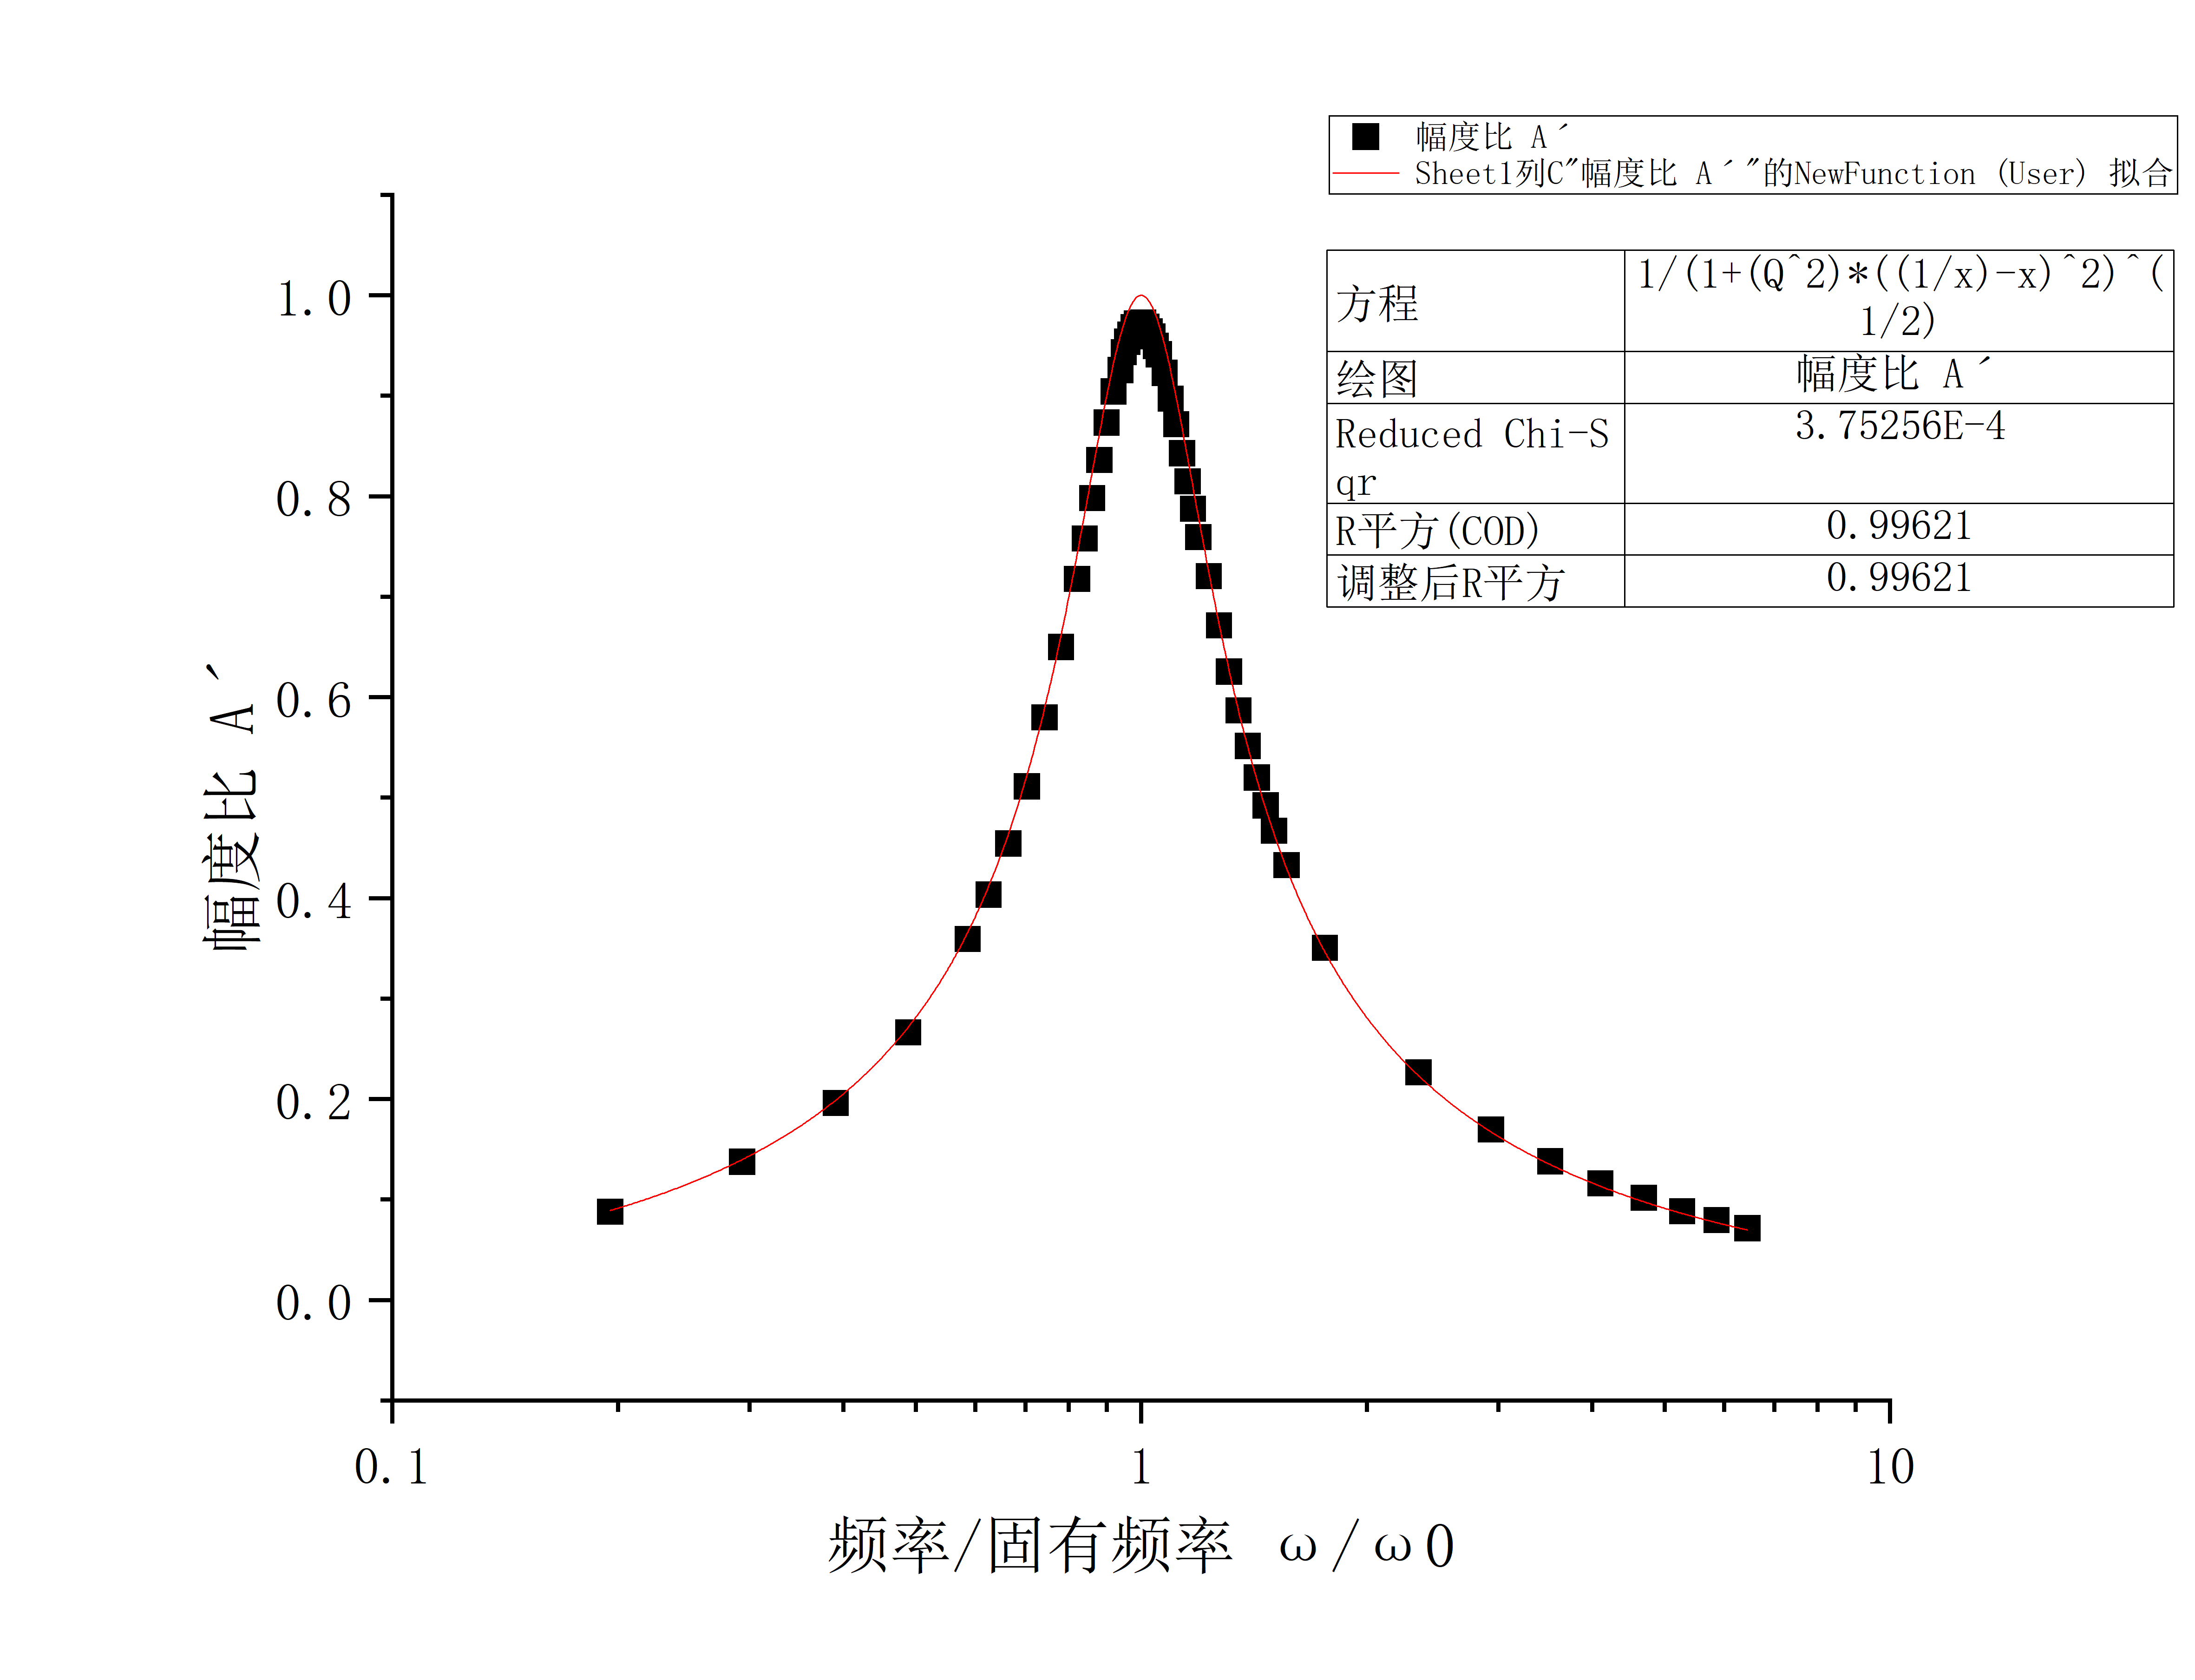 幅度比 A′
Sheet1列C"幅度比 A′"的NewFunction (User) 拟合
方程
1/(1+(Q^2)*((1/x)-x)^2)^(
1/2)
绘图
幅度比 A′
Reduced Chi-S
qr
3.75256E-4
R平方(COD)
0.99621
调整后R平方
0.99621
幅度比 A′
1.0
0.8
0.6
0.4
0.2
0.0
0.1
1
10
频率/固有频率 ω/ω0